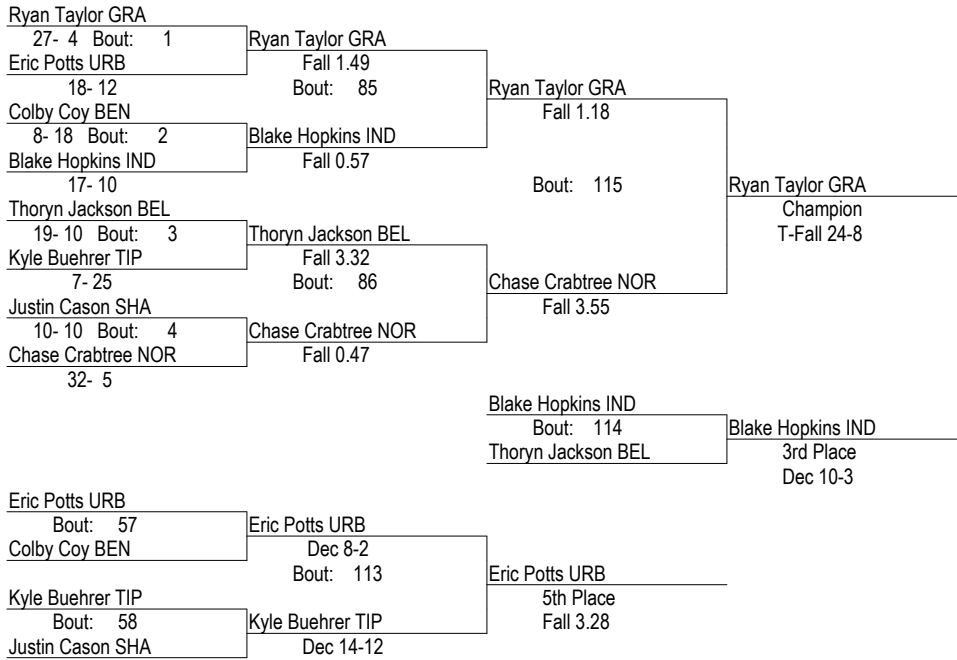 Ryan Taylor GRA
27- 4 Bout: 1
Ryan Taylor GRA
Eric Potts URB
Fall 1.49
18- 12
Bout: 85
Ryan Taylor GRA
Colby Coy BEN
Fall 1.18
8- 18 Bout: 2
Blake Hopkins IND
Blake Hopkins IND
Fall 0.57
17- 10
Bout: 115
Ryan Taylor GRA
Thoryn Jackson BEL
Champion
19- 10 Bout: 3
Thoryn Jackson BEL
T-Fall 24-8
Kyle Buehrer TIP
Fall 3.32
7- 25
Bout: 86
Chase Crabtree NOR
Justin Cason SHA
Fall 3.55
10- 10 Bout: 4
Chase Crabtree NOR
Chase Crabtree NOR
Fall 0.47
32- 5
Blake Hopkins IND
Bout: 114
Blake Hopkins IND
Thoryn Jackson BEL
3rd Place
Dec 10-3
Eric Potts URB
Bout: 57
Eric Potts URB
Colby Coy BEN
Dec 8-2
Bout: 113
Eric Potts URB
Kyle Buehrer TIP
5th Place
Bout: 58
Kyle Buehrer TIP
Fall 3.28
Justin Cason SHA
Dec 14-12